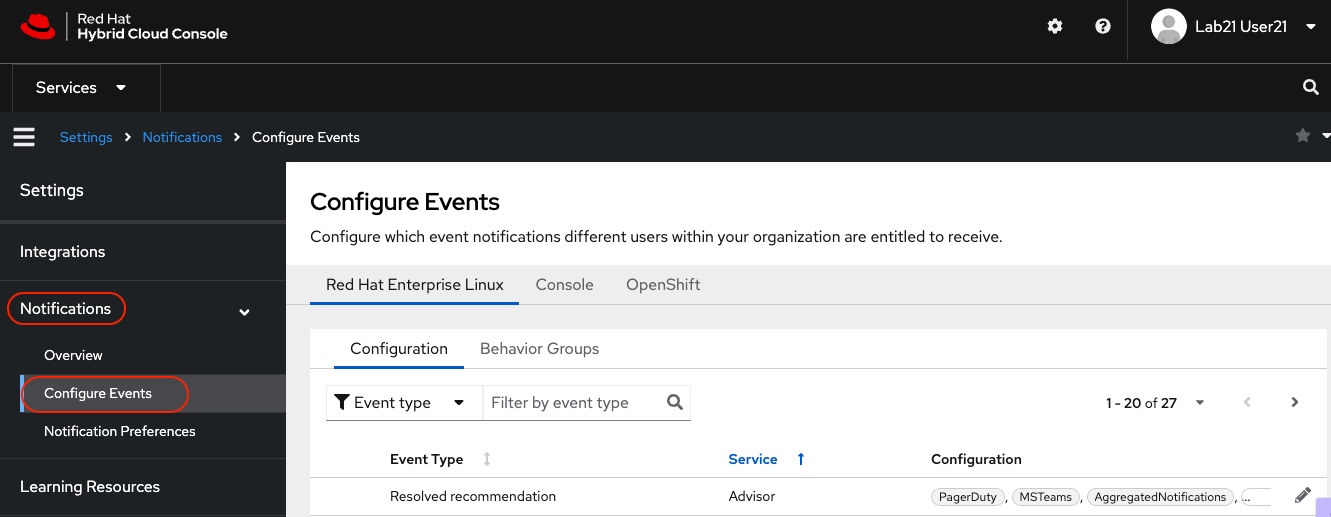 Red Hat
Hybrid Cloud Console
Lab21 User21
Services
Settings > Notifications > Configure Events
Settings
Integrations
Notifications
Overview
Configure Events
Notification Preferences
Learning Resources
Configure Events
Configure which event notifications different users within your organization are entitled to receive.
Red Hat Enterprise Linux Console OpenShift
Configuration Behavior Groups
Event type Filter by event type 1 - 20 of 27
Event Type Service Configuration
Resolved recommendation Advisor PagerDuty, MSTeams, AggregatedNotifications, ...